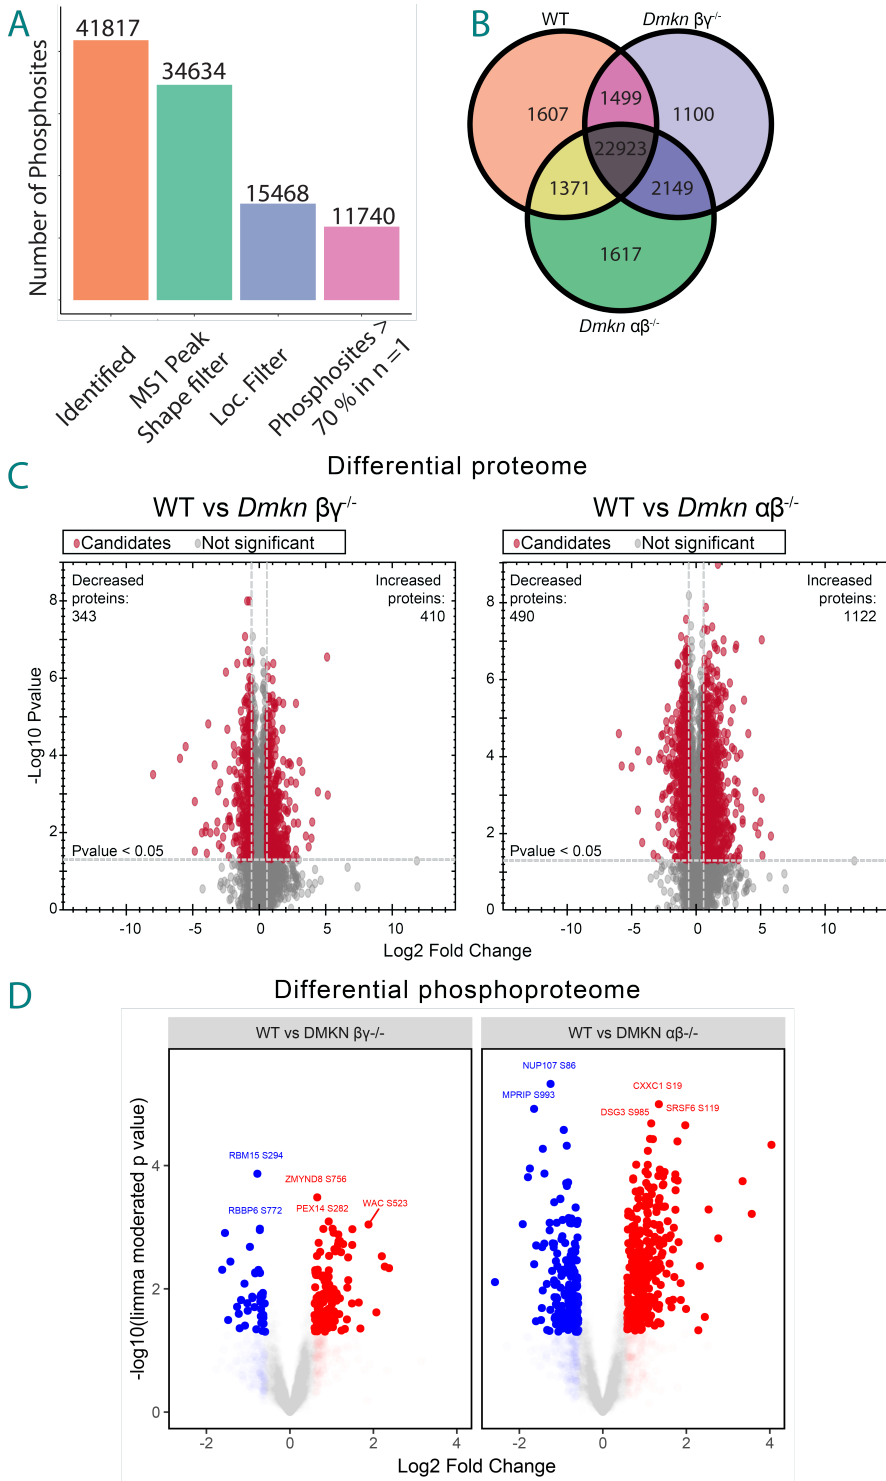 A
Number of Phosphosites
41817
34634
15468
11740
Identified
MS1 Peak
Shape filter
Loc. Filter
Phosphosites >
70 % in n =1
B
WT
Dmkn βγ-/-
1607
1499
1100
22923
1371
2149
1617
Dmkn αβ-/-
C
Differential proteome
WT vs Dmkn βγ-/-
Candidates
Not significant
Decreased
proteins:
343
Increased
proteins:
410
-Log10 Pvalue
8
6
4
2
0
Pvalue < 0.05
-10
-5
0
5
10
WT vs Dmkn αβ-/-
Candidates
Not significant
Decreased
proteins:
490
Increased
proteins:
1122
8
6
4
2
0
Pvalue < 0.05
-10
-5
0
5
10
Log2 Fold Change
D
Differential phosphoproteome
-log10(limma moderated p value)
WT vs DMKN βγ-/-
RBM15 S294
ZMYND8 S756
RBBP6 S772
PEX14 S282
WAC S523
4
2
0
-2
0
2
4
WT vs DMKN αβ-/-
NUP107 S86
MPRIP S993
CXXC1 S19
DSG3 S985
SRSF6 S119
-2
0
2
4
Log2 Fold Change